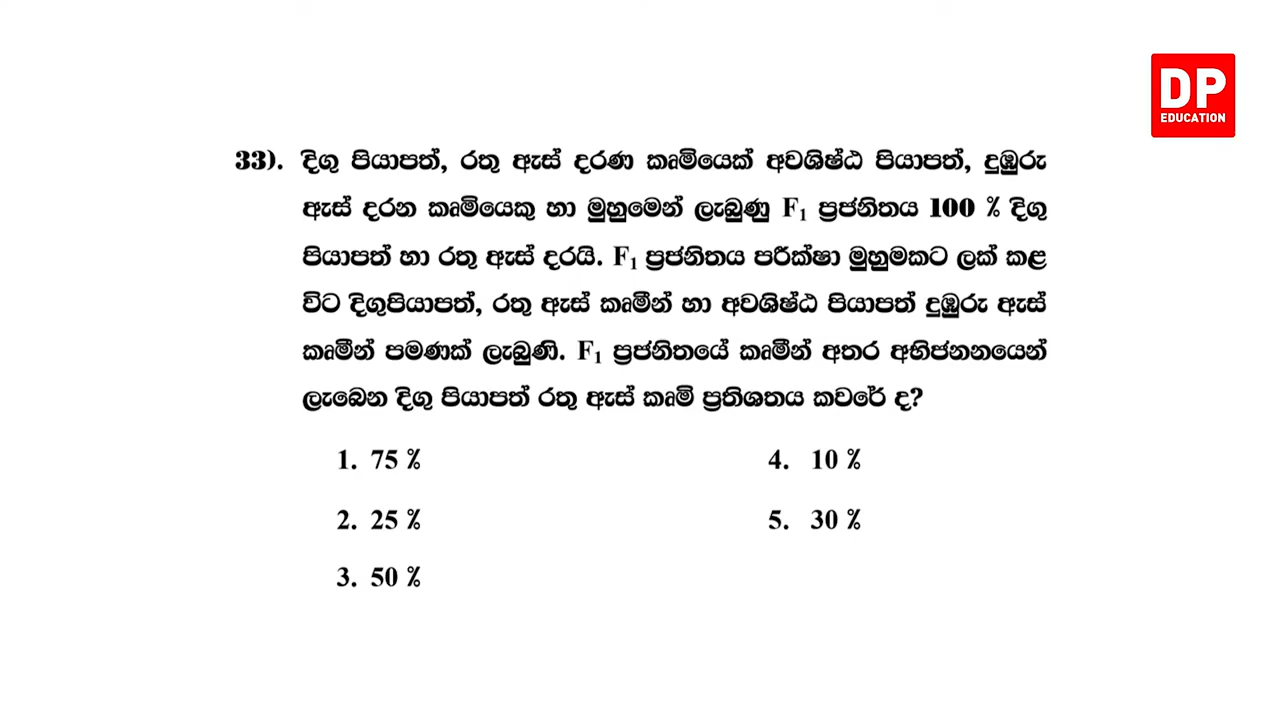 DP
EDUCATION
33). දිගු පියාපත්, රතු ඇස් දරණ කෘමියෙක් අවශිෂ්ඨ පියාපත්, දුඹුරු
ඇස් දරන කෘමියෙකු හා මුහුමෙන් ලැබුණු F₁ ප්‍රජනිතය 100 % දිගු
පියාපත් හා රතු ඇස් දරයි. F₁ ප්‍රජනිතය පරීක්ෂා මුහුමකට ලක් කළ
විට දිගුපියාපත්, රතු ඇස් කෘමීන් හා අවශිෂ්ඨ පියාපත් දුඹුරු ඇස්
කෘමීන් පමණක් ලැබුණි. F₁ ප්‍රජනිතයේ කෘමීන් අතර අභිජනනයෙන්
ලැබෙන දිගු පියාපත් රතු ඇස් කෘමි ප්‍රතිශතය කවරේ ද?
1. 75 %
2. 25 %
3. 50 %
4. 10 %
5. 30 %